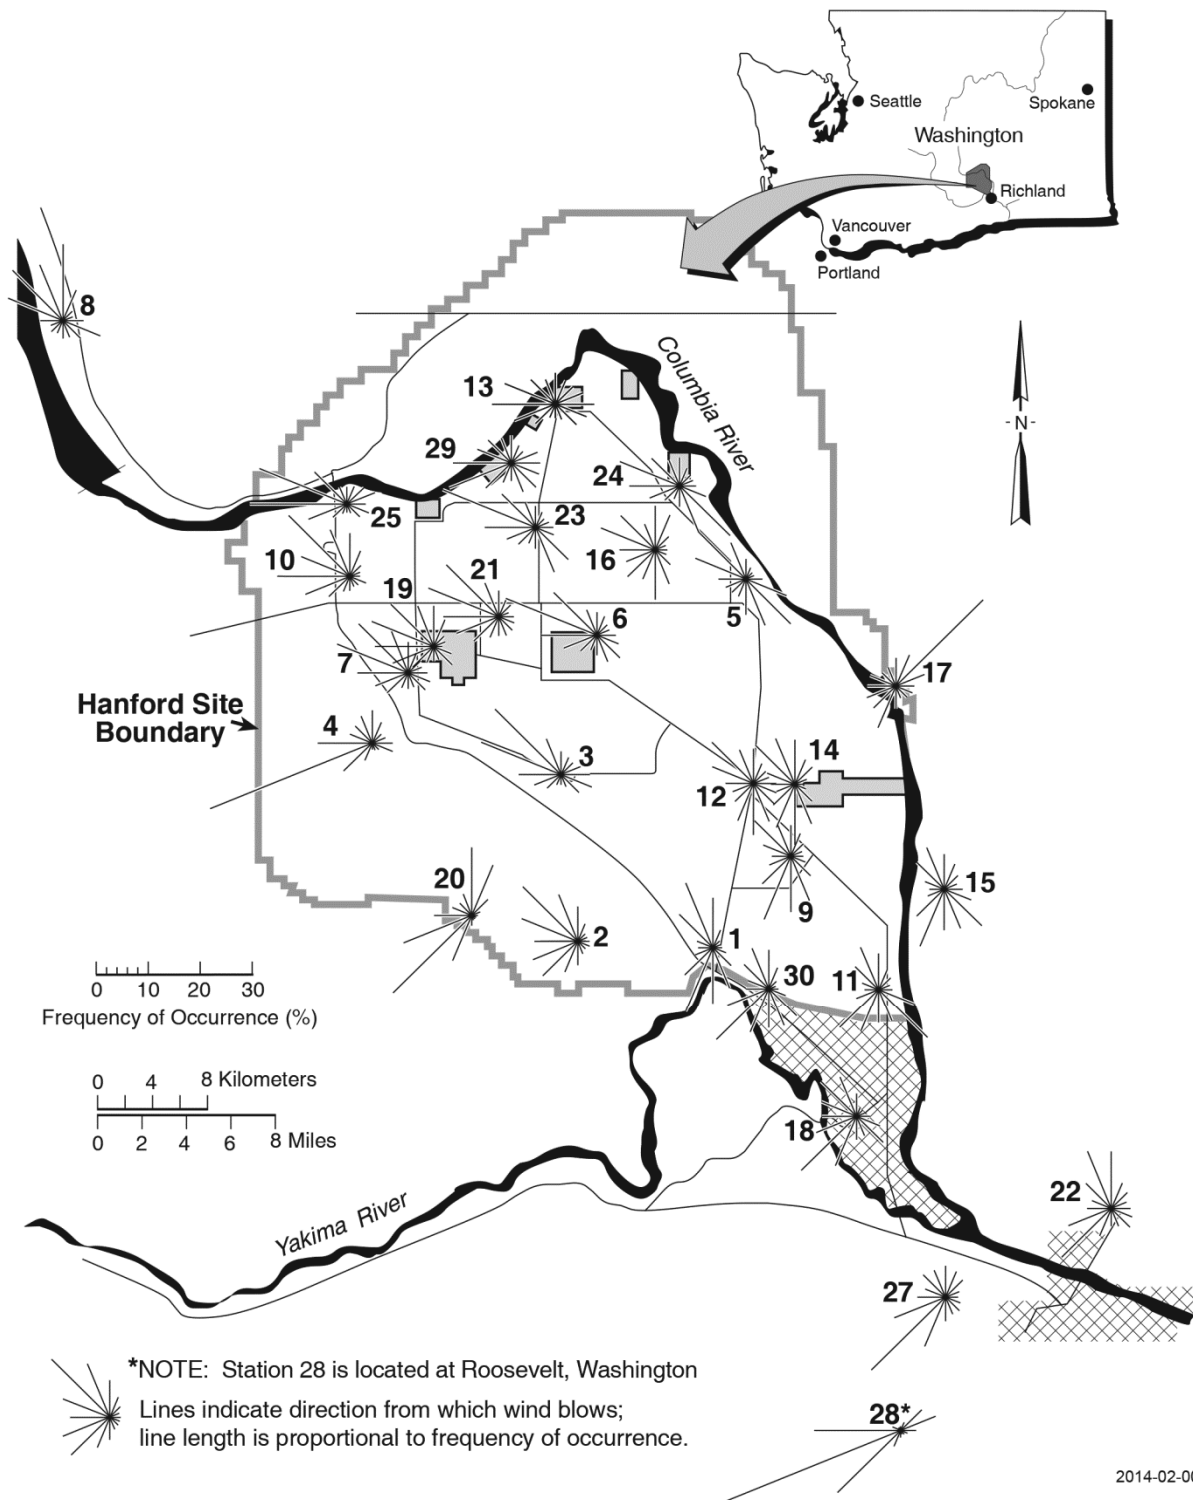 Seattle
Spokane
Washington
Richland
Vancouver
Portland
8
Columbia River
13
- N -
29
24
25
23
10
16
21
19
6
5
7
17
Hanford Site
Boundary
4
3
14
12
20
15
9
2
1
30
11
0 10 20 30
Frequency of Occurrence (%)
0 4 8 Kilometers
0 2 4 6 8 Miles
18
22
Yakima River
27
*NOTE: Station 28 is located at Roosevelt, Washington
Lines indicate direction from which wind blows;
line length is proportional to frequency of occurrence.
28*